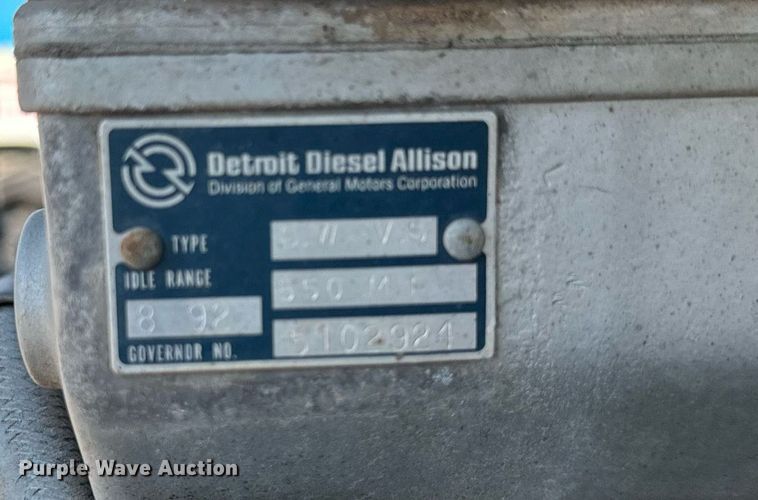 Detroit Diesel Allison
Division of General Motors Corporation
TYPE
IDLE RANGE 550
8 92
GOVERNOR NO. 5102924
Purple Wave Auction